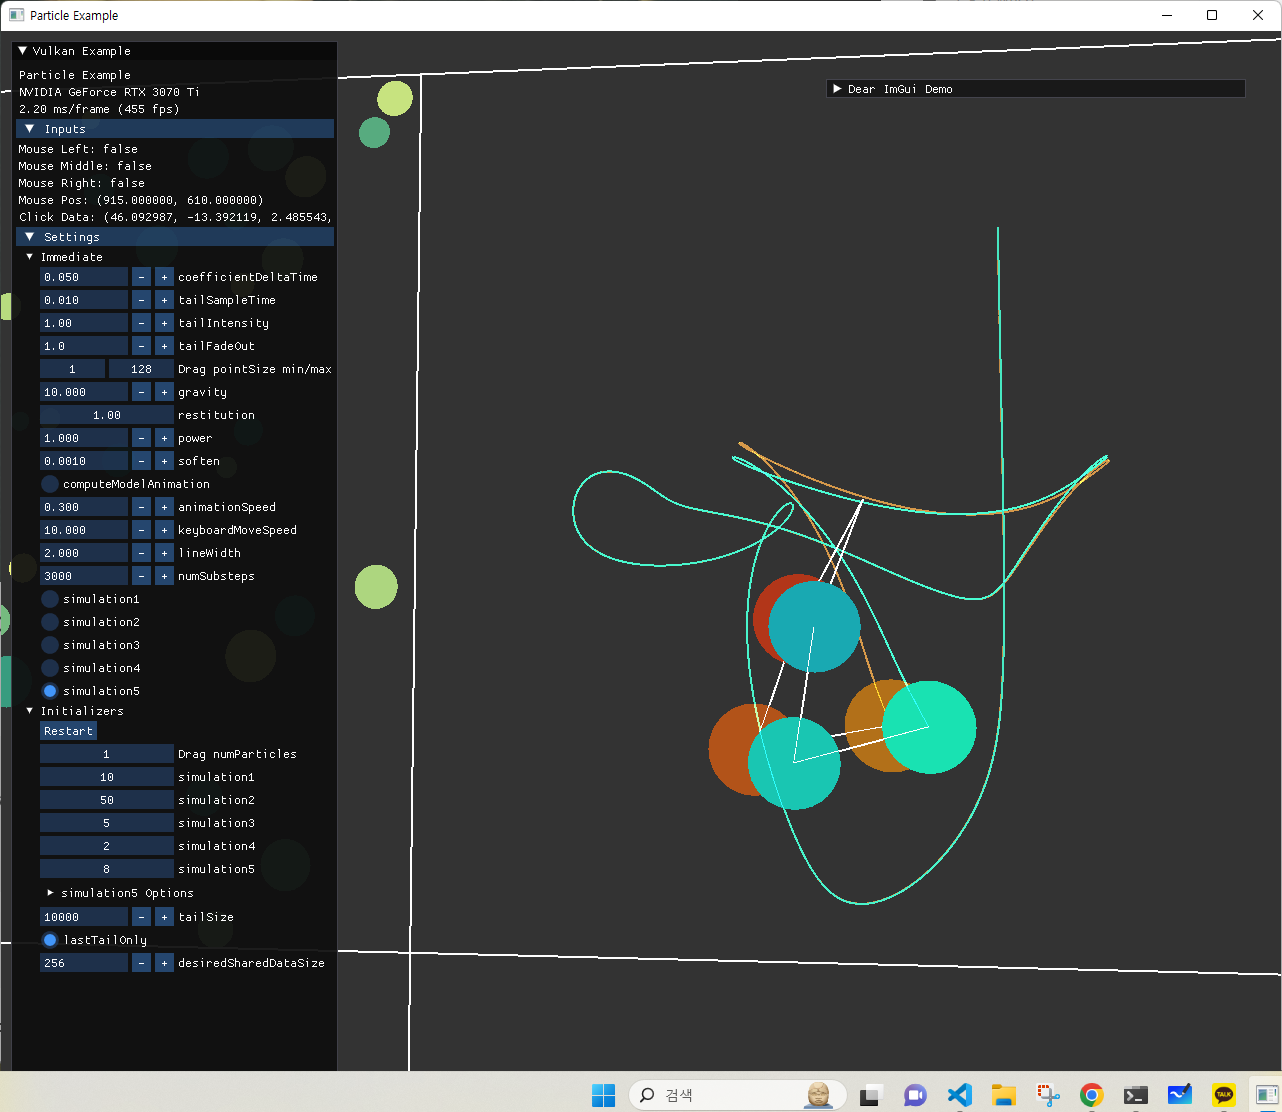 Particle Example
Vulkan Example
Particle Example
NVIDIA GeForce RTX 3070 Ti
2.20 ms/frame (455 fps)
Inputs
Mouse Left: false
Mouse Middle: false
Mouse Right: false
Mouse Pos: (915.000000, 610.000000)
Click Data: (46.092987, -13.392119, 2.485543,
Settings
Immediate
0.050 - + coefficientDeltaTime
0.010 - + tailSampleTime
1.00 - + tailIntensity
1.0 - + tailFadeOut
1 128 Drag pointSize min/max
10.000 - + gravity
1.00 restitution
1.000 - + power
0.0010 - + soften
computeModelAnimation
0.300 - + animationSpeed
10.000 - + keyboardMoveSpeed
2.000 - + lineWidth
3000 - + numSubsteps
simulation1
simulation2
simulation3
simulation4
simulation5
Initializers
Restart
1 Drag numParticles
10 simulation1
50 simulation2
5 simulation3
2 simulation4
8 simulation5
simulation5 Options
10000 - + tailSize
lastTailOnly
256 - + desiredSharedDataSize
Dear ImGui Demo
검색
TALK